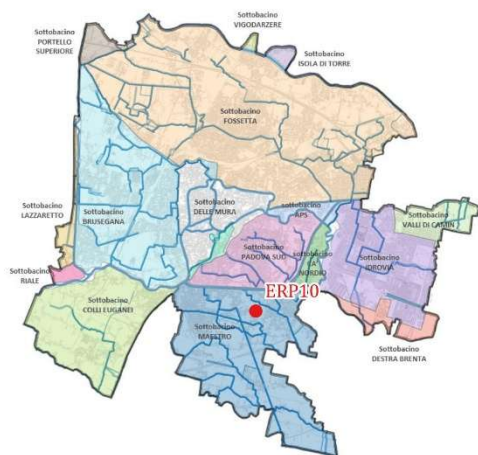 Sottobacino
VIGODARZERE
Sottobacino
PORTELLO
SUPERIORE
Sottobacino
ISOLA DI TORRE
Sottobacino
FOSSETTA
Sottobacino
LAZZARETTO
Sottobacino
BRUSEGANA
Sottobacino
DELLE MURA
sottobacino
APS
Sottobacino
VALLI DI CAMIN
Sottobacino
PADOVA SUD
sottobacino
NORDIO
Sottobacino
IDROVIA
Sottobacino
RIALE
Sottobacino
COLLI EUGANEI
ERP10
Sottobacino
MAESTRO
Sottobacino
DESTRA BRENTA